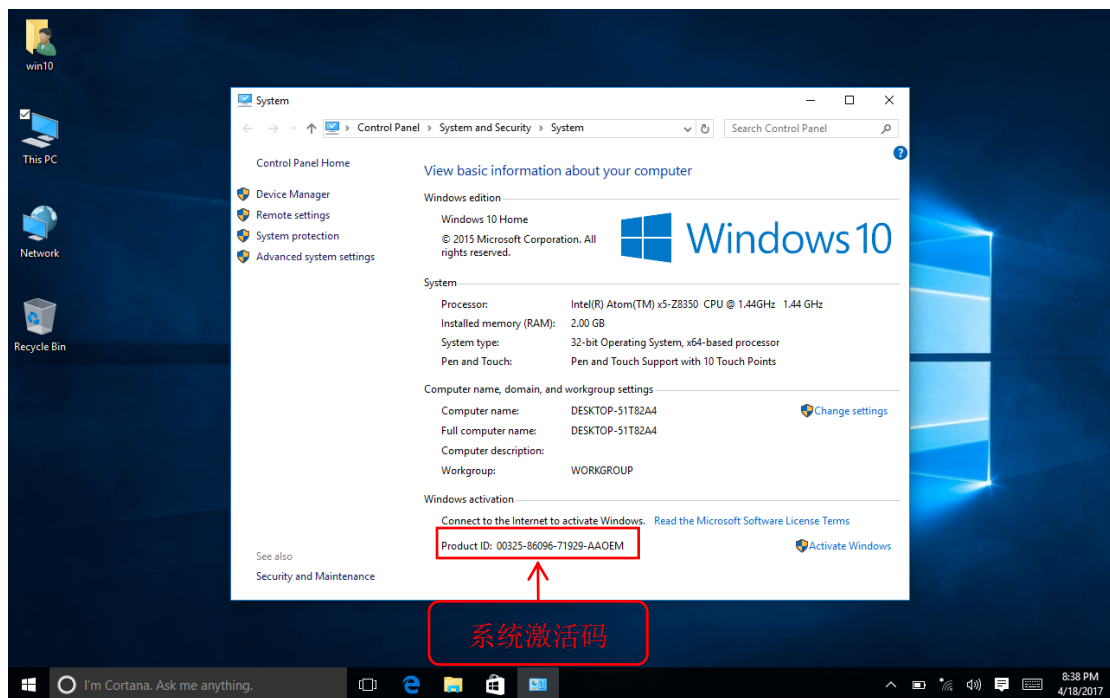 win10
This PC
Network
Recycle Bin
System
Control Panel › System and Security › System
Search Control Panel
?
Control Panel Home
Device Manager
Remote settings
System protection
Advanced system settings
See also
Security and Maintenance
View basic information about your computer
Windows edition
Windows 10 Home
© 2015 Microsoft Corporation. All
rights reserved.
Windows 10
System
Processor: Intel(R) Atom(TM) x5-Z8350 CPU @ 1.44GHz 1.44 GHz
Installed memory (RAM): 2.00 GB
System type: 32-bit Operating System, x64-based processor
Pen and Touch: Pen and Touch Support with 10 Touch Points
Computer name, domain, and workgroup settings
Computer name: DESKTOP-51T82A4 Change settings
Full computer name: DESKTOP-51T82A4
Computer description:
Workgroup: WORKGROUP
Windows activation
Connect to the Internet to activate Windows. Read the Microsoft Software License Terms
Product ID: 00325-86096-71929-AAOEM Activate Windows
系统激活码
I'm Cortana. Ask me anything.
8:38 PM
4/18/2017